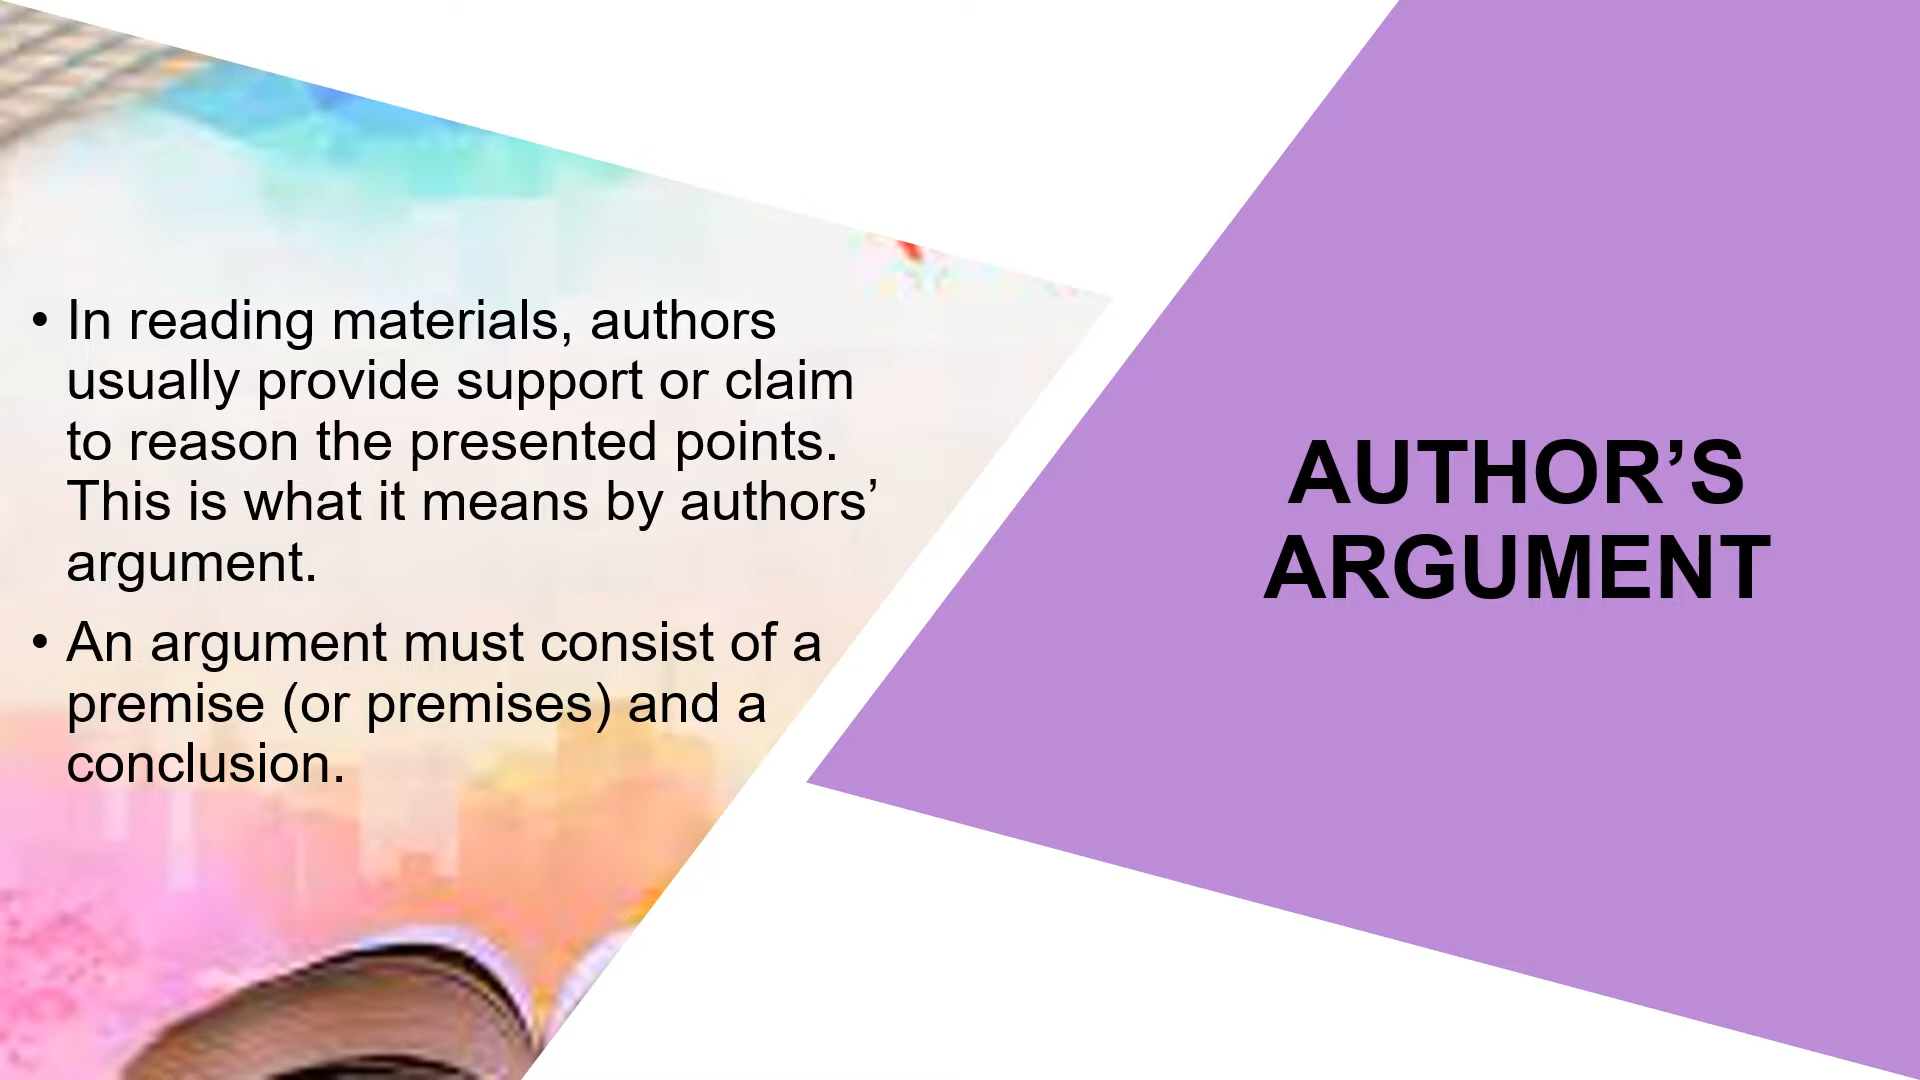 • In reading materials, authors
usually provide support or claim
to reason the presented points.
This is what it means by authors’
argument.
• An argument must consist of a
premise (or premises) and a
conclusion.
AUTHOR’S
ARGUMENT